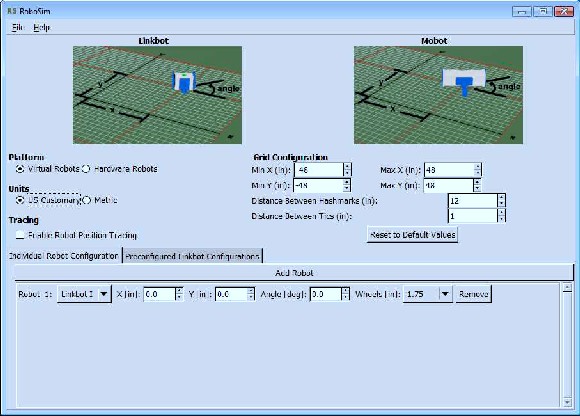 RoboSim
File Help
Linkbot Mobot
y x angle
y x angle
Platform
Virtual Robots Hardware Robots
Units
US Customary Metric
Tracing
Enable Robot Position Tracing
Grid Configuration
Min X (in): -48 Max X (in): 48
Min Y (in): -48 Max Y (in): 48
Distance Between Hashmarks (in): 12
Distance Between Tics (in): 1
Reset to Default Values
Individual Robot Configuration Preconfigured Linkbot Configurations
Add Robot
Robot 1: Linkbot I X [in]: 0.0 Y [in]: 0.0 Angle [deg]: 0.0 Wheels [in]: 1.75 Remove